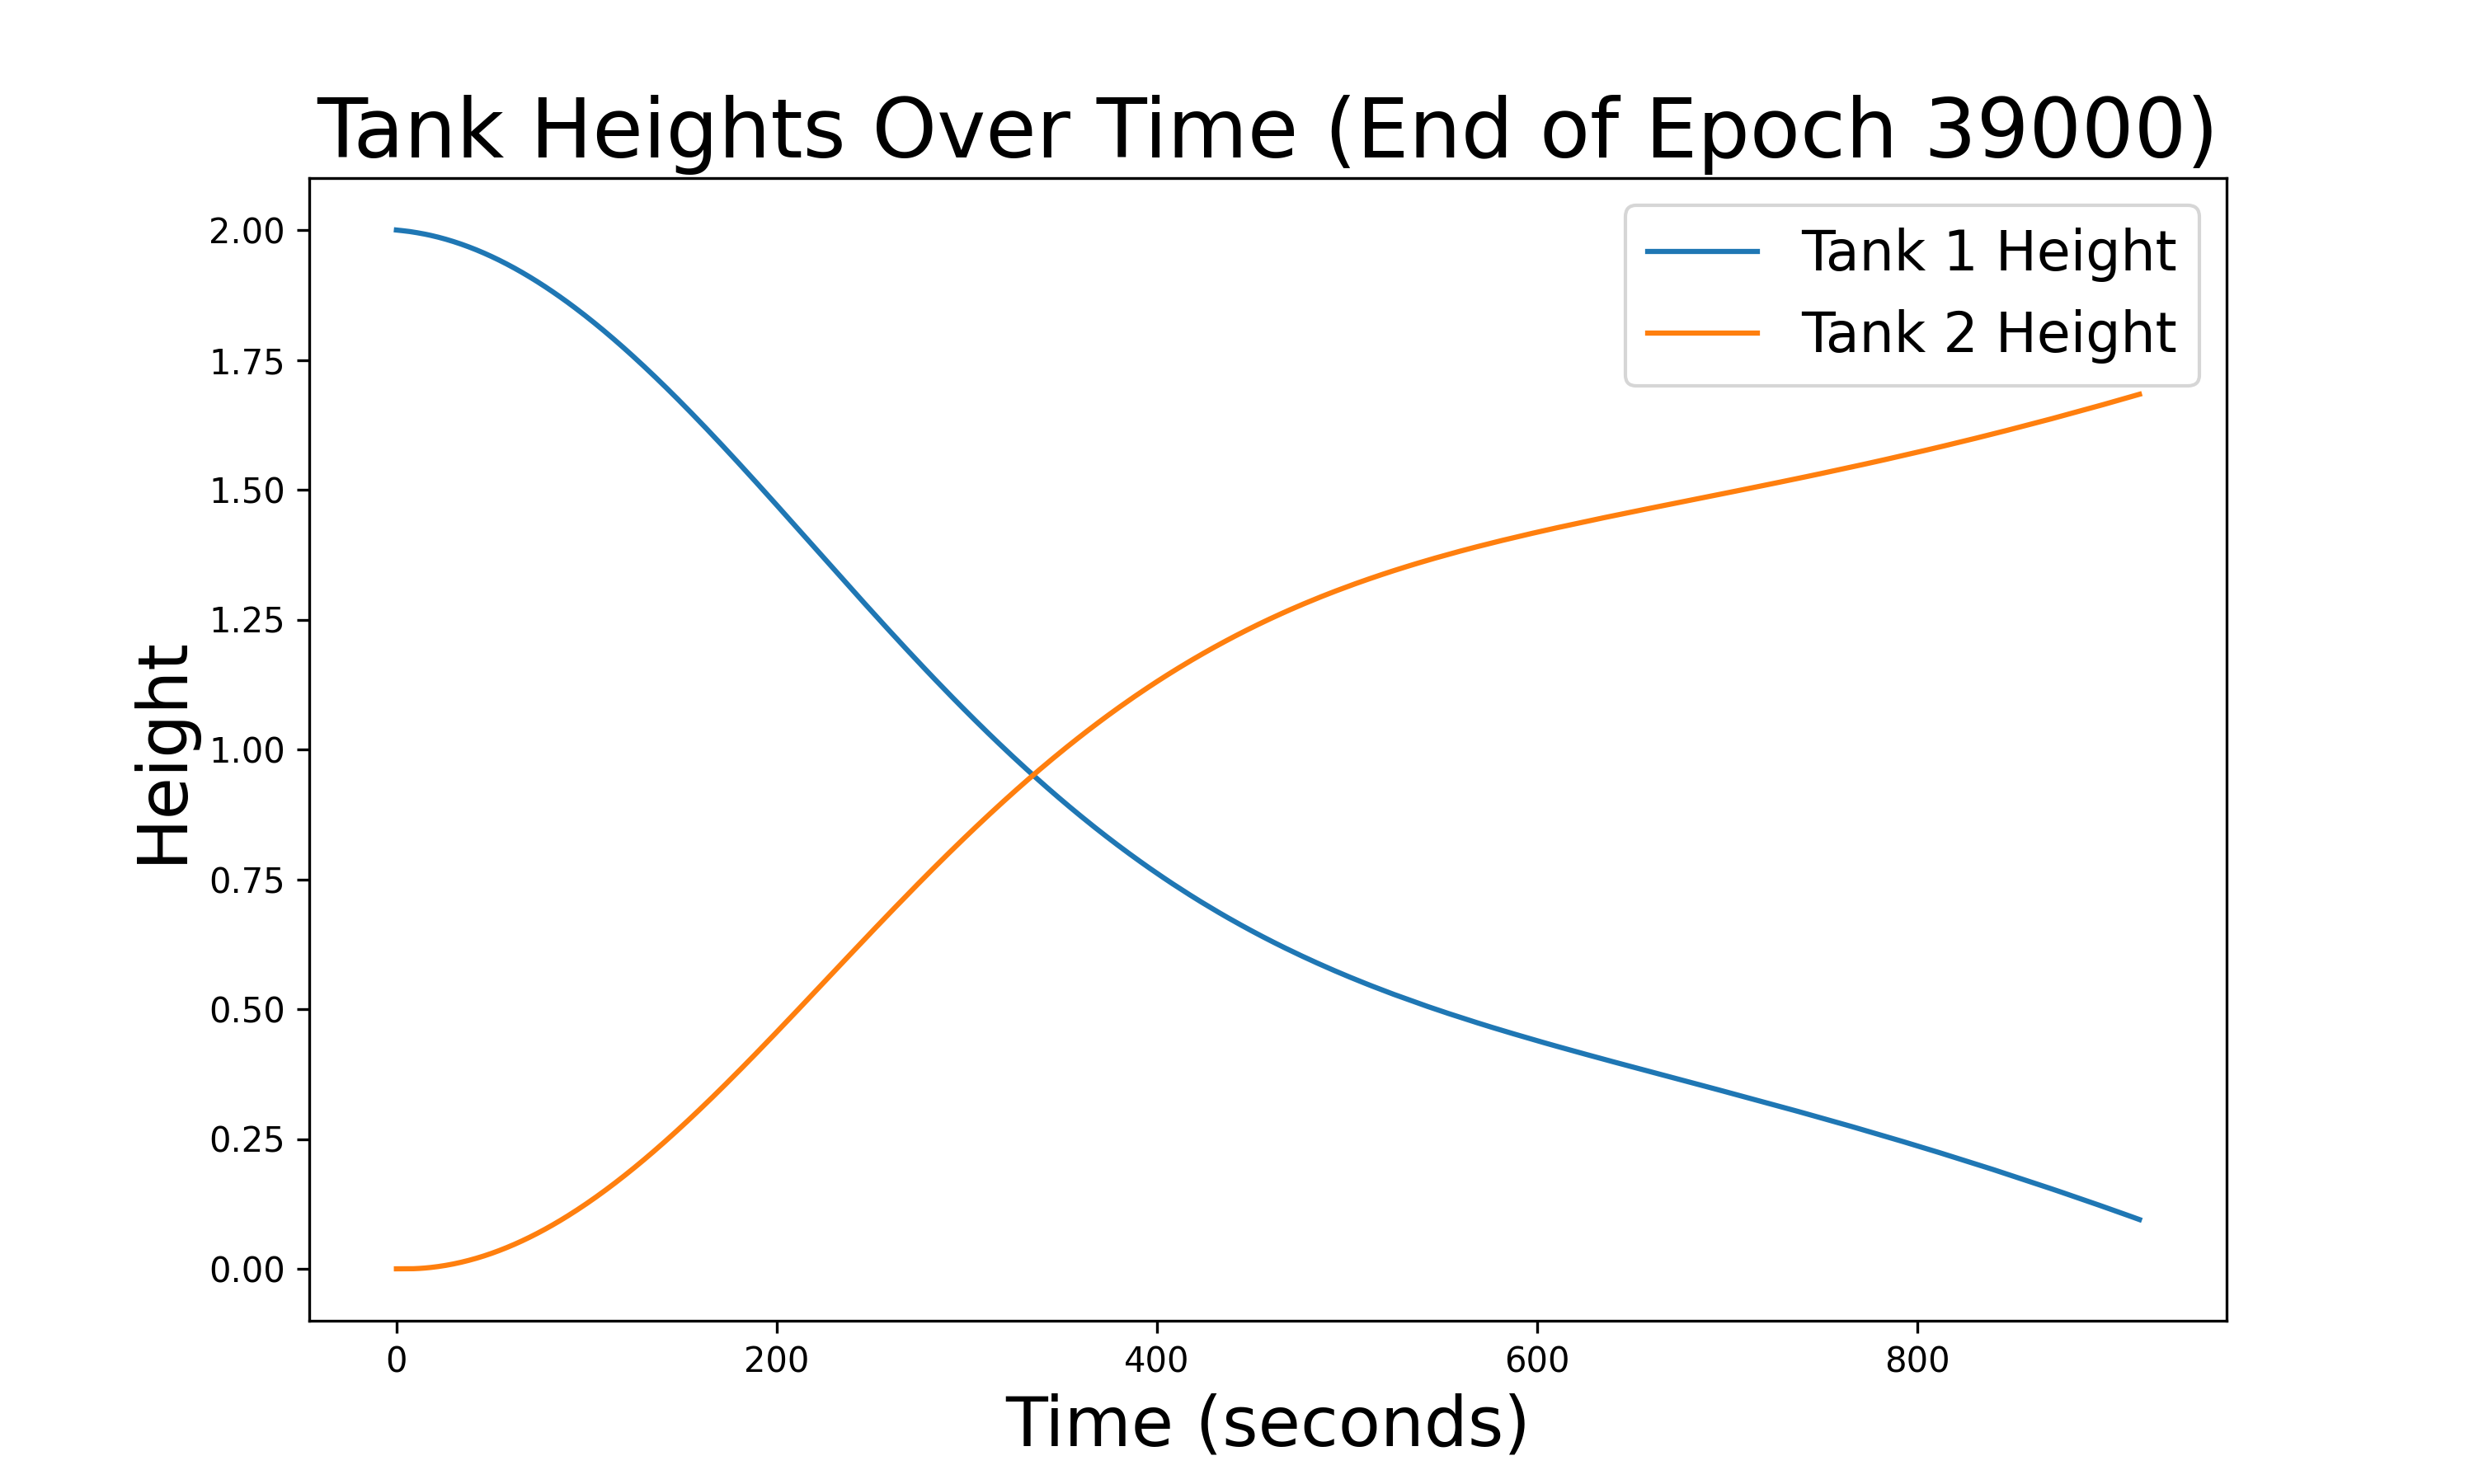 Tank Heights Over Time (End of Epoch 39000)
Tank 1 Height
Tank 2 Height
2.00
1.75
1.50
1.25
1.00
0.75
0.50
0.25
0.00
Height
0 200 400 600 800
Time (seconds)